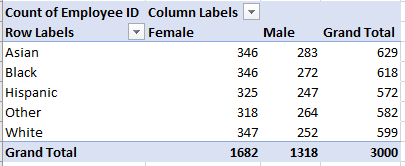 Count of Employee ID Column Labels
Row Labels Female Male Grand Total
Asian 346 283 629
Black 346 272 618
Hispanic 325 247 572
Other 318 264 582
White 347 252 599
Grand Total 1682 1318 3000